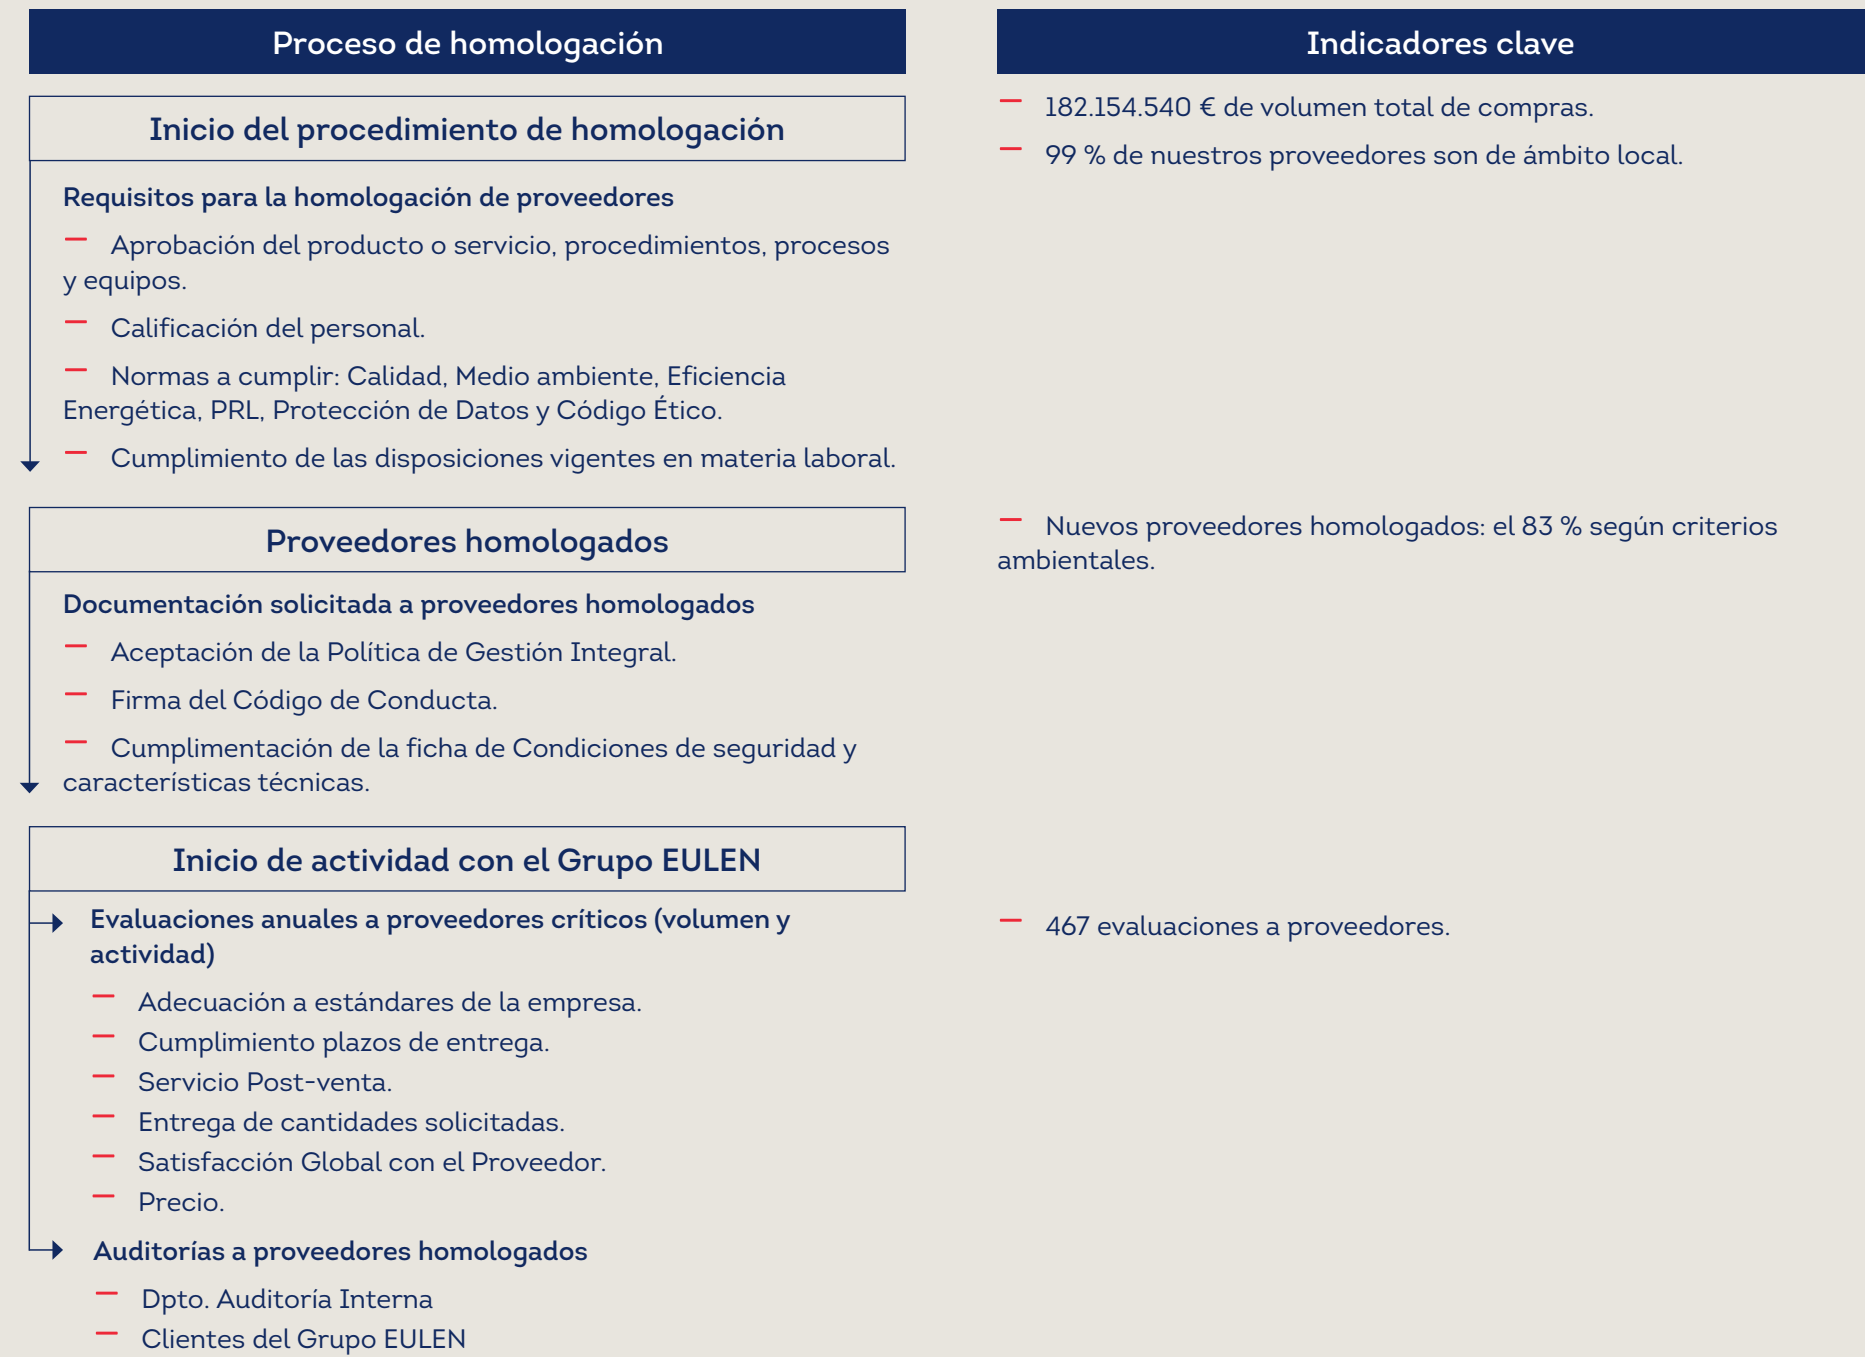 Proceso de homologación
Inicio del procedimiento de homologación
Requisitos para la homologación de proveedores
— Aprobación del producto o servicio, procedimientos, procesos
y equipos.
— Calificación del personal.
— Normas a cumplir: Calidad, Medio ambiente, Eficiencia
Energética, PRL, Protección de Datos y Código Ético.
— Cumplimiento de las disposiciones vigentes en materia laboral.
Proveedores homologados
Documentación solicitada a proveedores homologados
— Aceptación de la Política de Gestión Integral.
— Firma del Código de Conducta.
— Cumplimentación de la ficha de Condiciones de seguridad y
características técnicas.
Inicio de actividad con el Grupo EULEN
Evaluaciones anuales a proveedores críticos (volumen y
actividad)
— Adecuación a estándares de la empresa.
— Cumplimiento plazos de entrega.
— Servicio Post-venta.
— Entrega de cantidades solicitadas.
— Satisfacción Global con el Proveedor.
— Precio.
Auditorías a proveedores homologados
— Dpto. Auditoría Interna
— Clientes del Grupo EULEN
Indicadores clave
— 182.154.540 € de volumen total de compras.
— 99 % de nuestros proveedores son de ámbito local.
— Nuevos proveedores homologados: el 83 % según criterios
ambientales.
— 467 evaluaciones a proveedores.